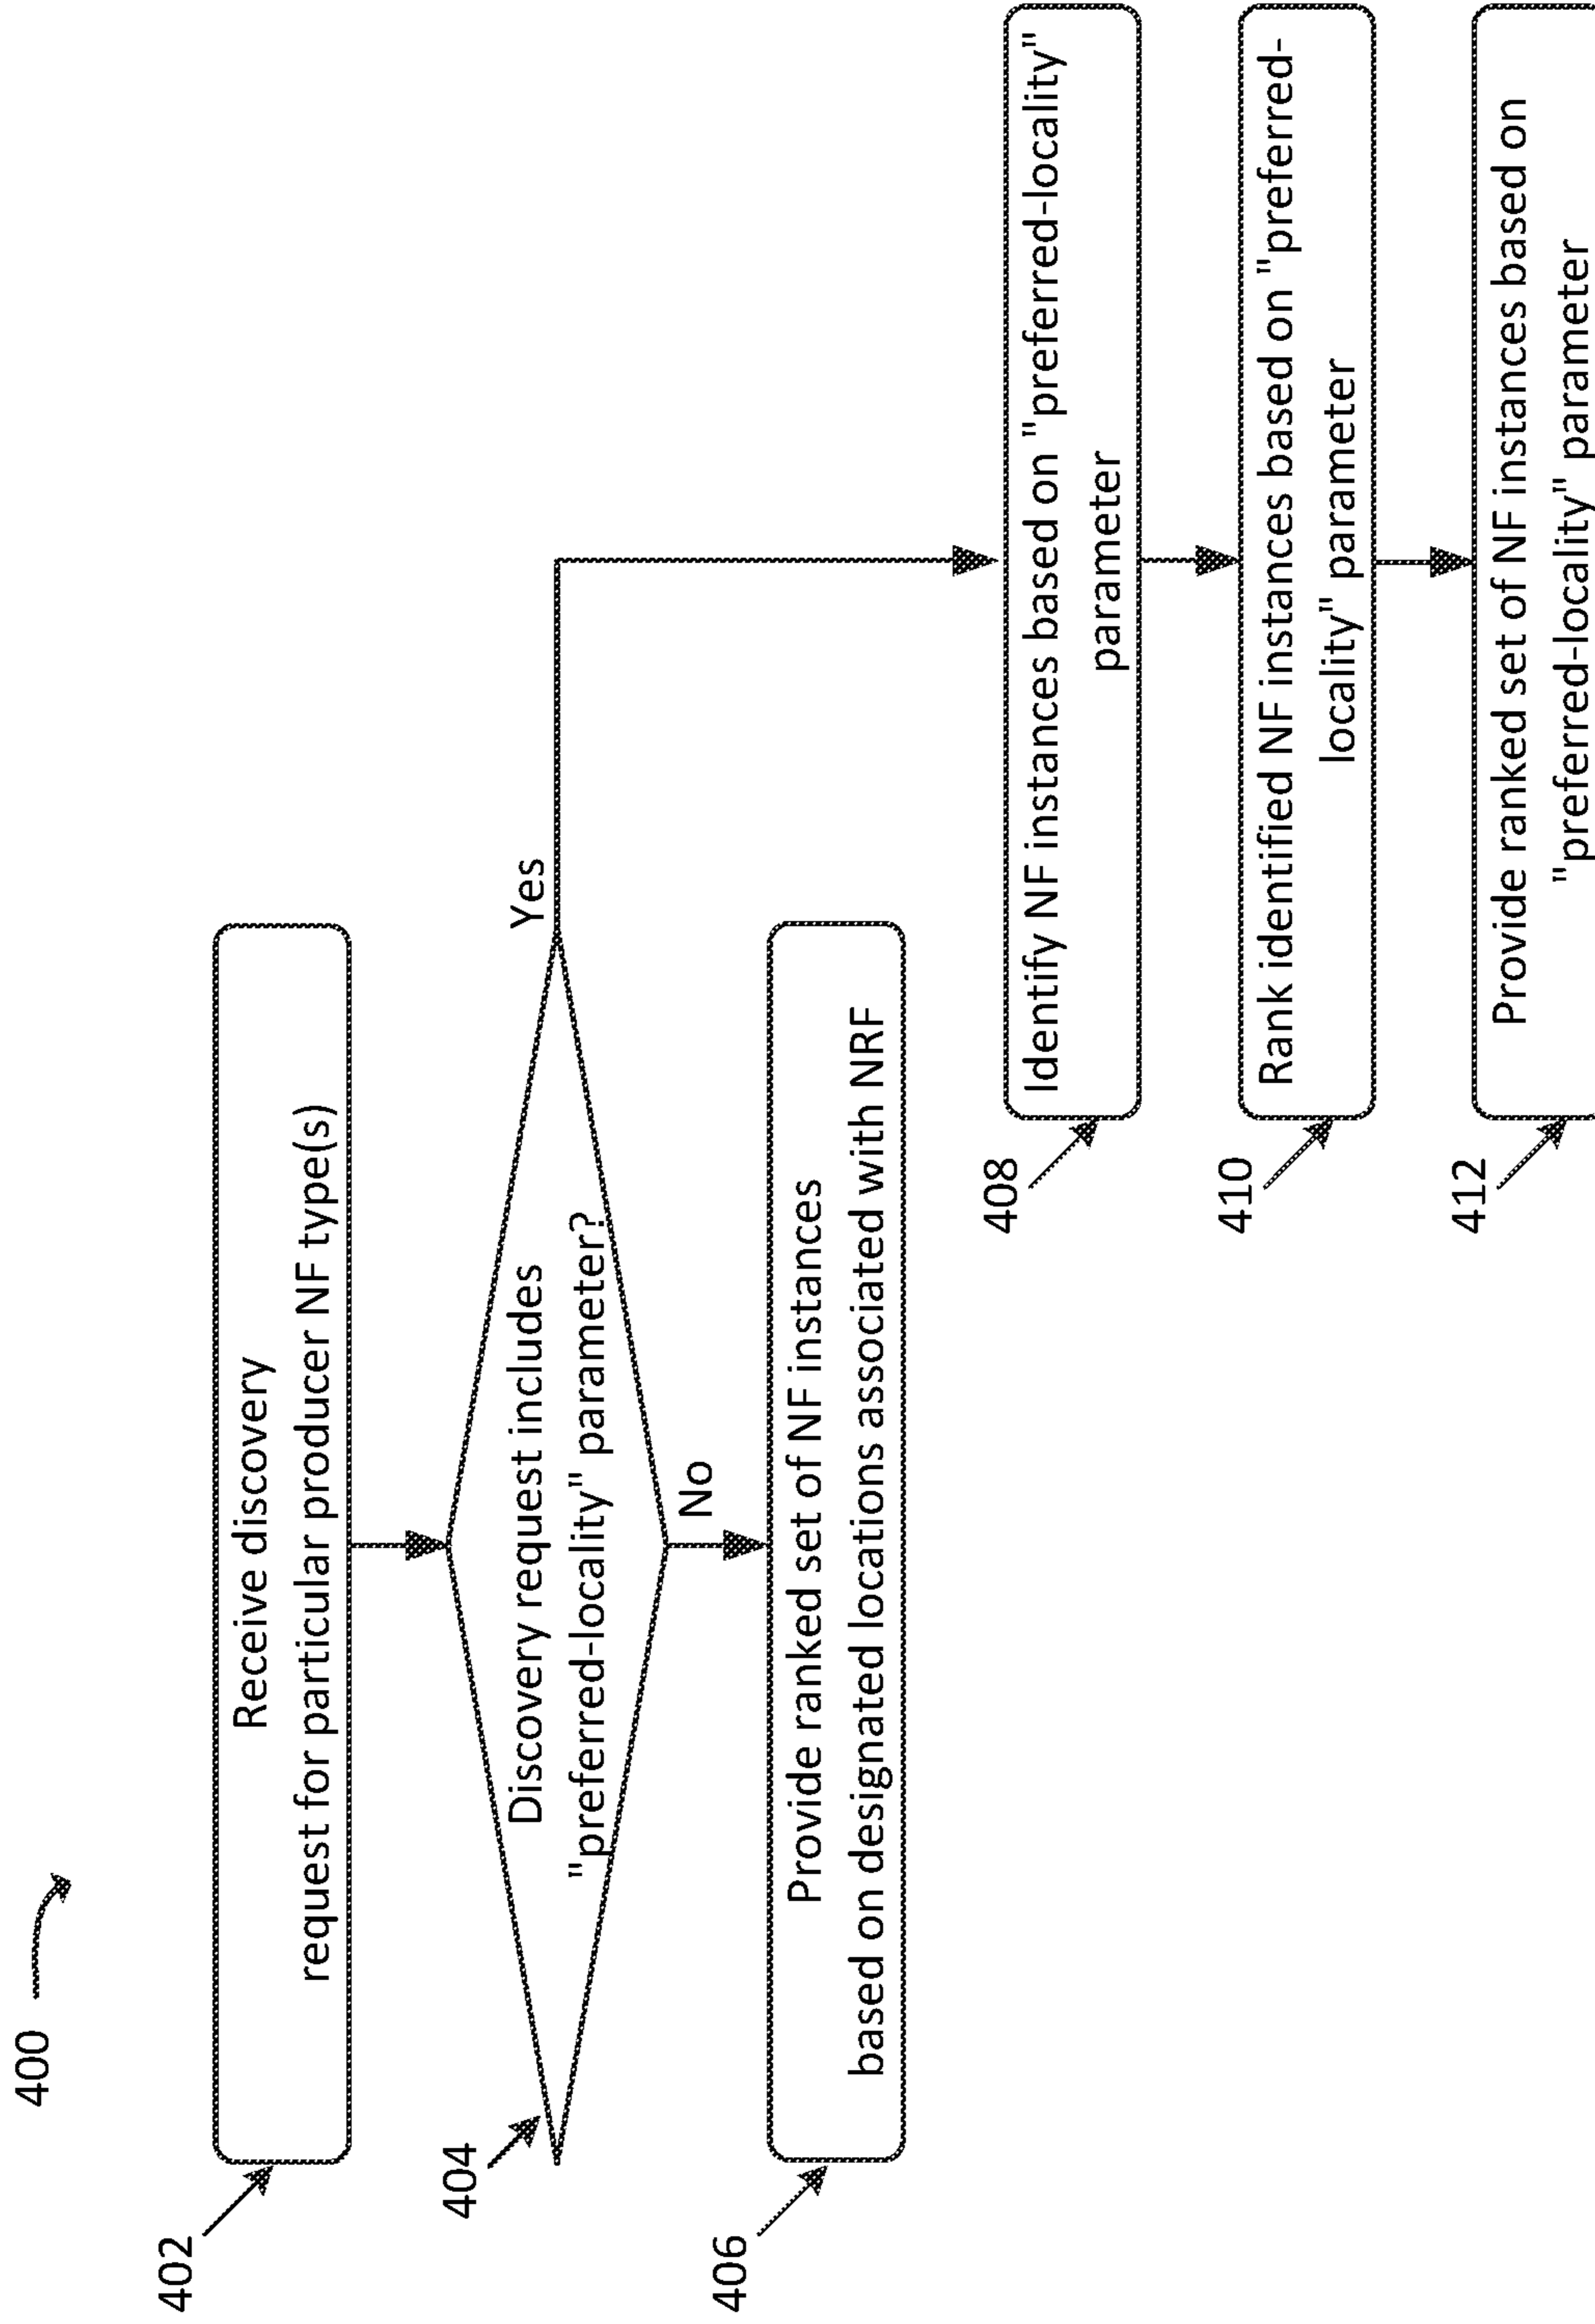 400
402
Receive discovery
request for particular producer NF type(s)
404
Discovery request includes
"preferred-locality" parameter?
Yes
No
406
Provide ranked set of NF instances
based on designated locations associated with NRF
408
Identify NF instances based on "preferred-locality"
parameter
410
Rank identified NF instances based on "preferred-
locality" parameter
412
Provide ranked set of NF instances based on
"preferred-locality" parameter